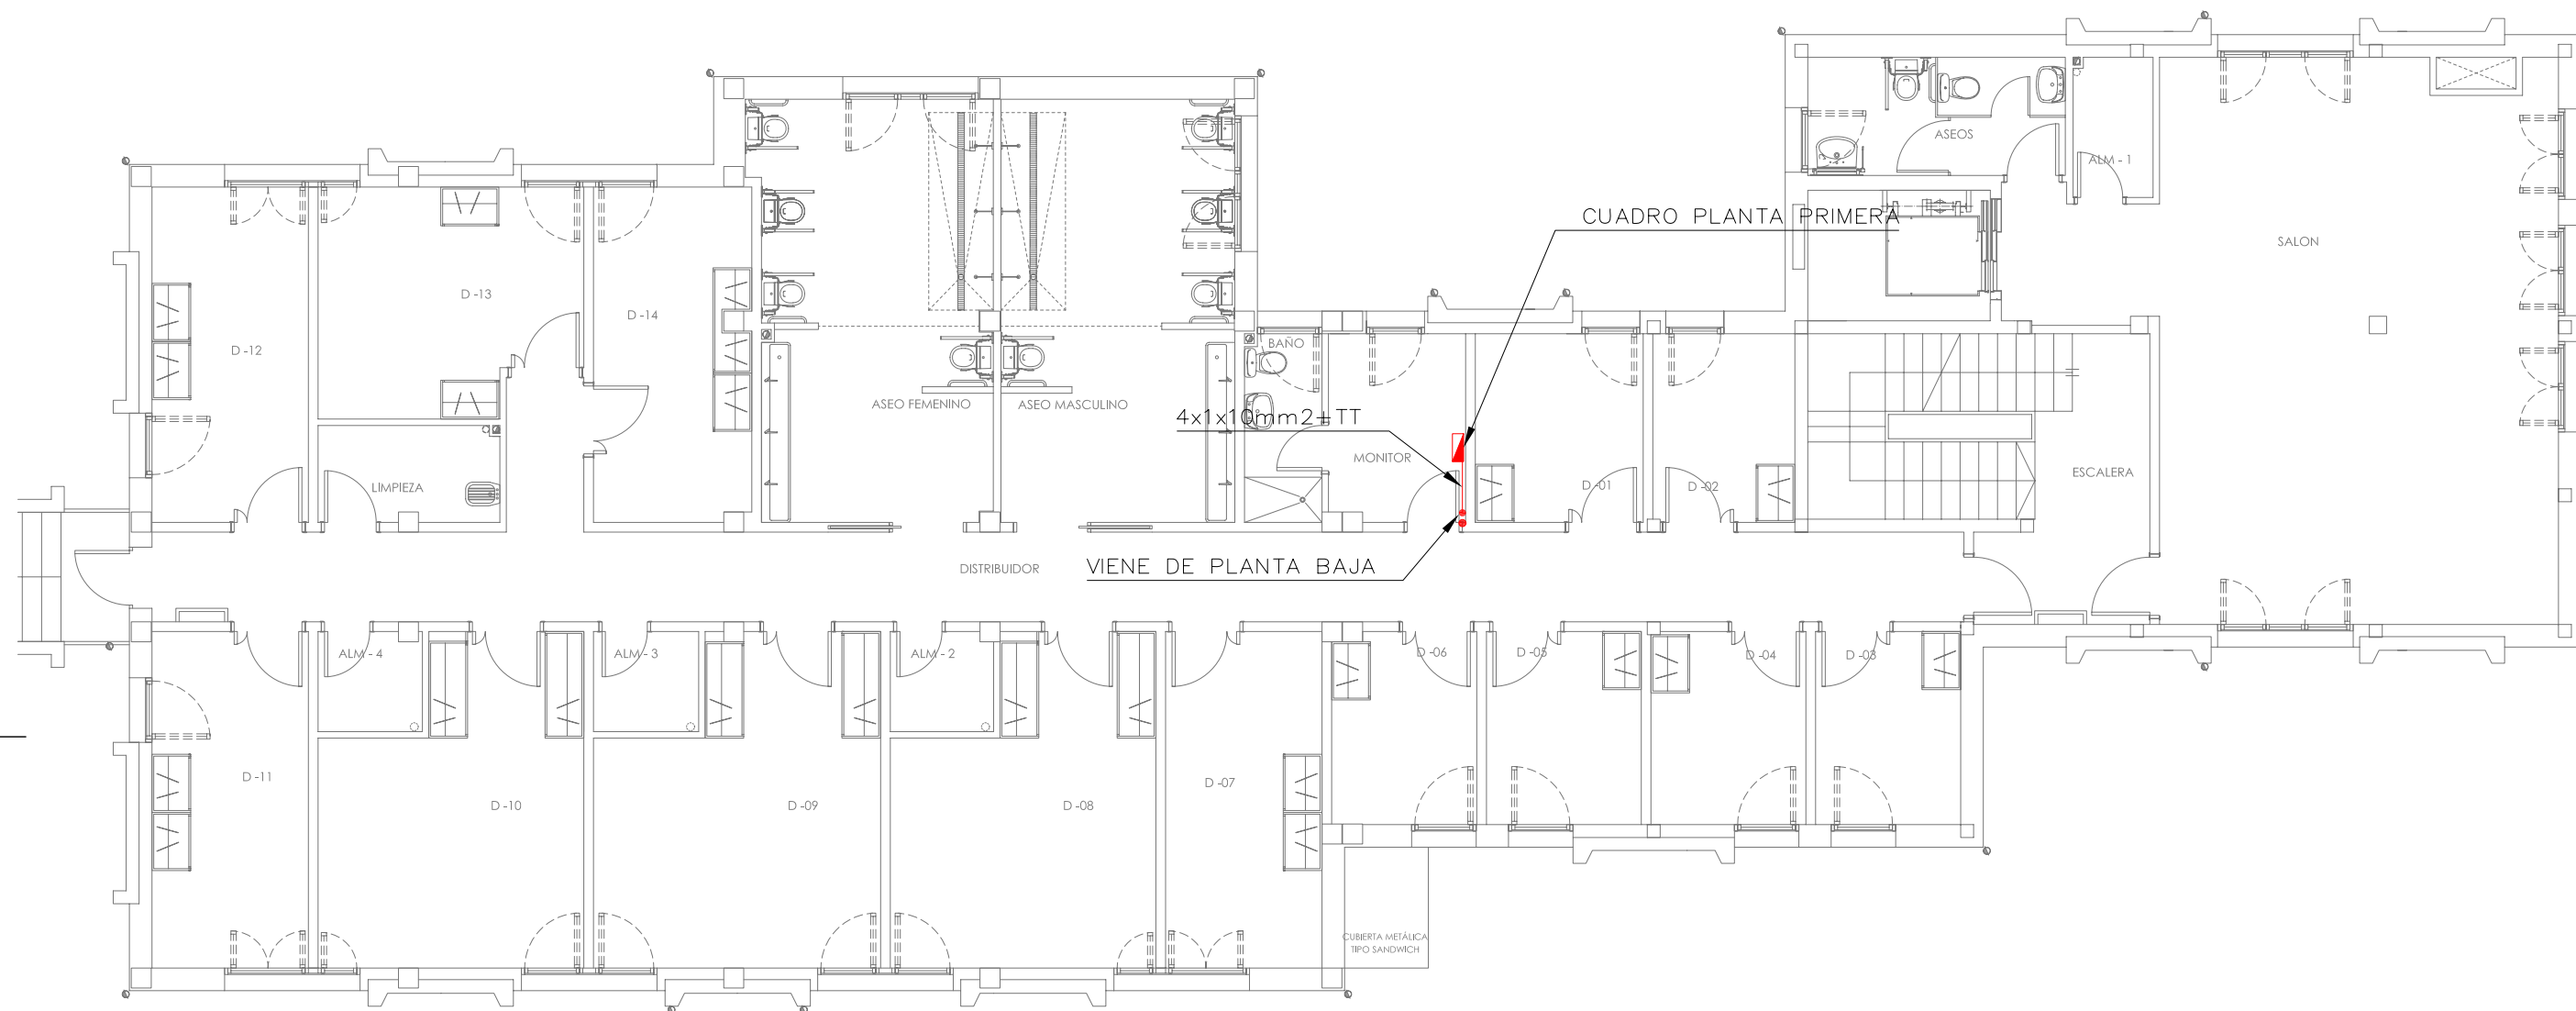 ASEOS
ALM - 1
CUADRO PLANTA PRIMERA
SALON
D -13
D -14
D -12
BAÑO
ASEO FEMENINO
ASEO MASCULINO
4x1x10mm2+TT
MONITOR
ESCALERA
LIMPIEZA
D -01
D -02
DISTRIBUIDOR
VIENE DE PLANTA BAJA
ALM - 4
ALM - 3
ALM - 2
D -06
D -05
D -04
D -03
D -11
D -10
D -09
D -08
D -07
CUBIERTA METÁLICA
TIPO SANDWICH